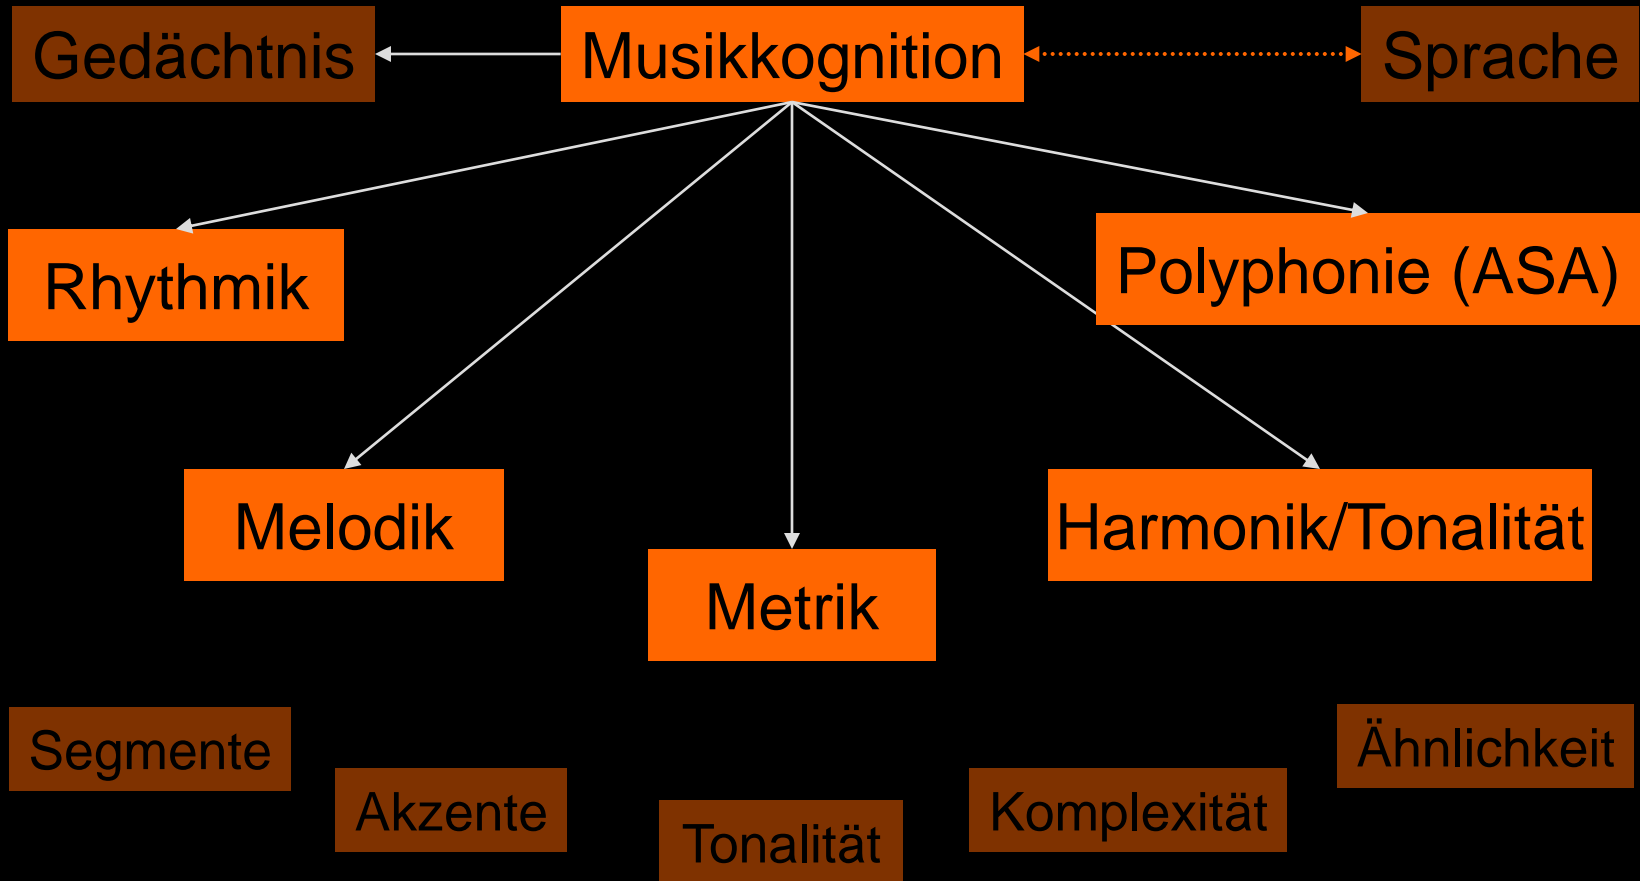 Gedächtnis
Musikkognition
Sprache
Rhythmik
Polyphonie (ASA)
Melodik
Harmonik/Tonalität
Metrik
Segmente
Ähnlichkeit
Akzente
Komplexität
Tonalität